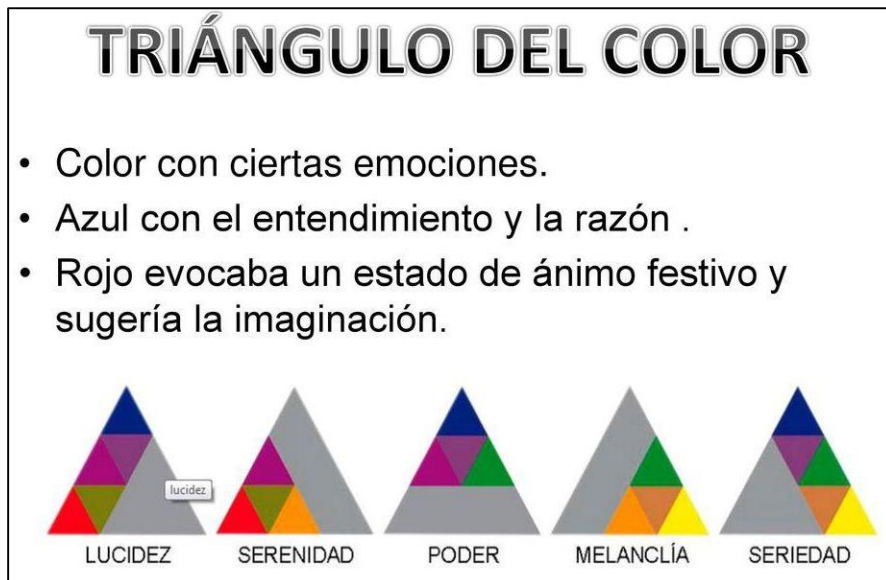 TRIÁNGULO DEL COLOR
• Color con ciertas emociones.
• Azul con el entendimiento y la razón .
• Rojo evocaba un estado de ánimo festivo y
sugería la imaginación.
lucidez
LUCIDEZ SERENIDAD PODER MELANCLÍA SERIEDAD